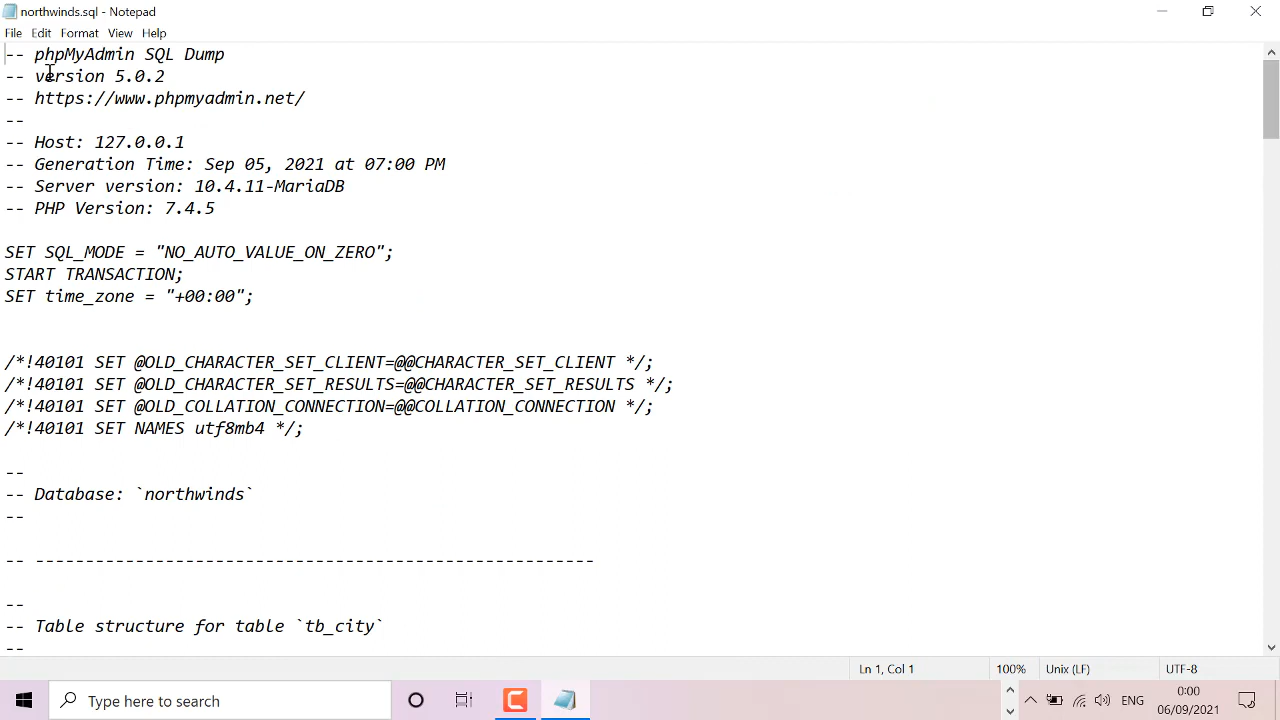 northwinds.sql - Notepad
File Edit Format View Help
-- phpMyAdmin SQL Dump
-- version 5.0.2
-- https://www.phpmyadmin.net/
--
-- Host: 127.0.0.1
-- Generation Time: Sep 05, 2021 at 07:00 PM
-- Server version: 10.4.11-MariaDB
-- PHP Version: 7.4.5
SET SQL_MODE = "NO_AUTO_VALUE_ON_ZERO";
START TRANSACTION;
SET time_zone = "+00:00";
/*!40101 SET @OLD_CHARACTER_SET_CLIENT=@@CHARACTER_SET_CLIENT */;
/*!40101 SET @OLD_CHARACTER_SET_RESULTS=@@CHARACTER_SET_RESULTS */;
/*!40101 SET @OLD_COLLATION_CONNECTION=@@COLLATION_CONNECTION */;
/*!40101 SET NAMES utf8mb4 */;
--
-- Database: `northwinds`
--
-- --------------------------------------------------------
--
-- Table structure for table `tb_city`
--
Ln 1, Col 1 100% Unix (LF) UTF-8
Type here to search
ENG
0:00
06/09/2021